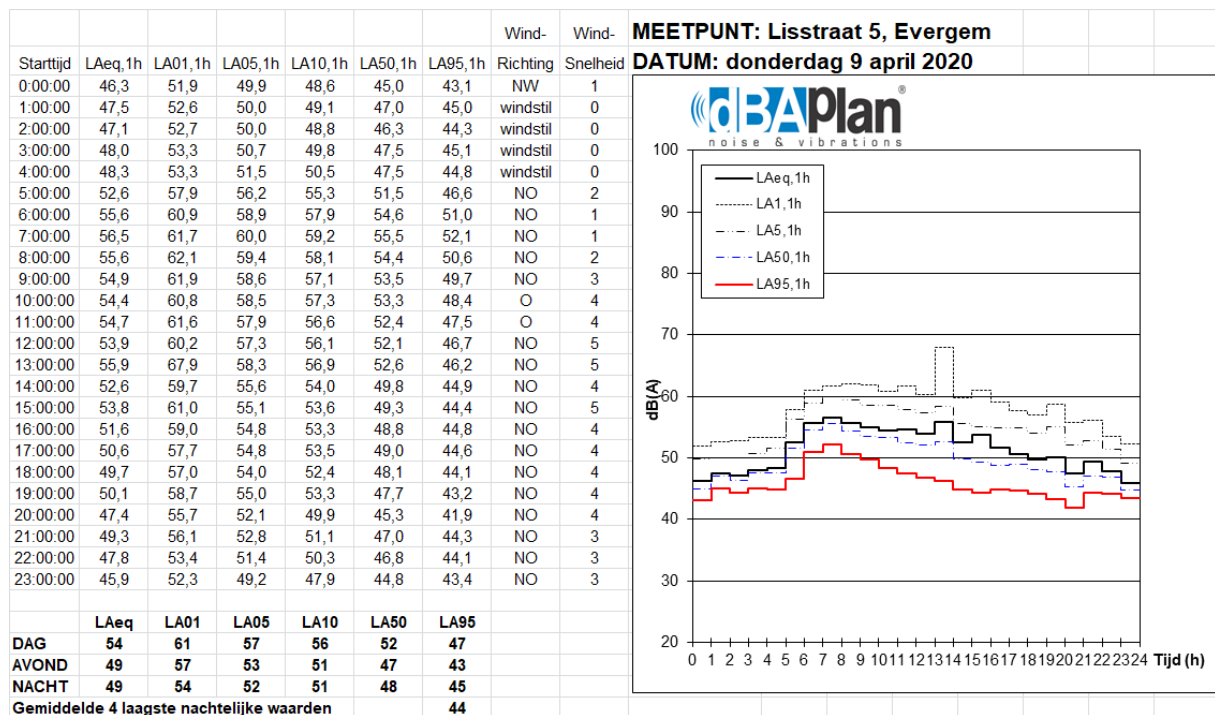 Wind- Wind-
Starttijd LAeq,1h LA01,1h LA05,1h LA10,1h LA50,1h LA95,1h Richting Snelheid
0:00:00 46,3 51,9 49,9 48,6 45,0 43,1 NW 1
1:00:00 47,5 52,6 50,0 49,1 47,0 45,0 windstil 0
2:00:00 47,1 52,7 50,0 48,8 46,3 44,3 windstil 0
3:00:00 48,0 53,3 50,7 49,8 47,5 45,1 windstil 0
4:00:00 48,3 53,3 51,5 50,5 47,5 44,8 windstil 0
5:00:00 52,6 57,9 56,2 55,3 51,5 46,6 NO 2
6:00:00 55,6 60,9 58,9 57,9 54,6 51,0 NO 1
7:00:00 56,5 61,7 60,0 59,2 55,5 52,1 NO 1
8:00:00 55,6 62,1 59,4 58,1 54,4 50,6 NO 2
9:00:00 54,9 61,9 58,6 57,1 53,5 49,7 NO 3
10:00:00 54,4 60,8 58,5 57,3 53,3 48,4 O 4
11:00:00 54,7 61,6 57,9 56,6 52,4 47,5 O 4
12:00:00 53,9 60,2 57,3 56,1 52,1 46,7 NO 5
13:00:00 55,9 67,9 58,3 56,9 52,6 46,2 NO 5
14:00:00 52,6 59,7 55,6 54,0 49,8 44,9 NO 4
15:00:00 53,8 61,0 55,1 53,6 49,3 44,4 NO 5
16:00:00 51,6 59,0 54,8 53,3 48,8 44,8 NO 4
17:00:00 50,6 57,7 54,8 53,5 49,0 44,6 NO 4
18:00:00 49,7 57,0 54,0 52,4 48,1 44,1 NO 4
19:00:00 50,1 58,7 55,0 53,3 47,7 43,2 NO 4
20:00:00 47,4 55,7 52,1 49,9 45,3 41,9 NO 4
21:00:00 49,3 56,1 52,8 51,1 47,0 44,3 NO 3
22:00:00 47,8 53,4 51,4 50,3 46,8 44,1 NO 3
23:00:00 45,9 52,3 49,2 47,9 44,8 43,4 NO 3
LAeq LA01 LA05 LA10 LA50 LA95
DAG 54 61 57 56 52 47
AVOND 49 57 53 51 47 43
NACHT 49 54 52 51 48 45
Gemiddelde 4 laagste nachtelijke waarden 44
MEETPUNT: Lisstraat 5, Evergem
DATUM: donderdag 9 april 2020
dBAPlan®
noise & vibrations
100
90
80
70
60
50
40
30
20
dB(A)
LAeq,1h
LA1,1h
LA5,1h
LA50,1h
LA95,1h
0 1 2 3 4 5 6 7 8 9 10 11 12 13 14 15 16 17 18 19 20 21 22 23 24 Tijd (h)